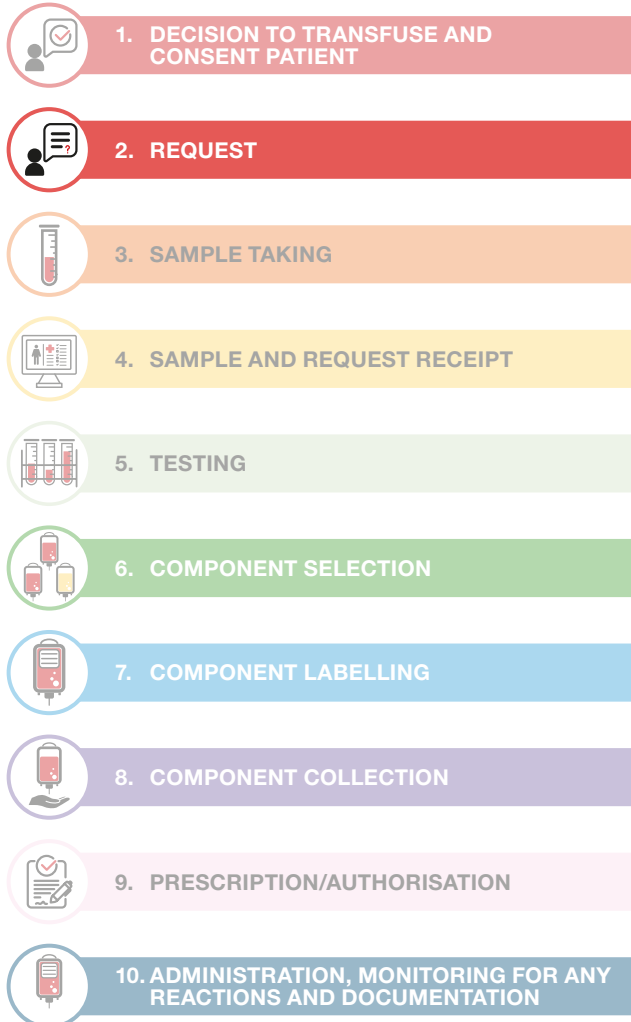 1. DECISION TO TRANSFUSE AND
CONSENT PATIENT
2. REQUEST
3. SAMPLE TAKING
4. SAMPLE AND REQUEST RECEIPT
5. TESTING
6. COMPONENT SELECTION
7. COMPONENT LABELLING
8. COMPONENT COLLECTION
9. PRESCRIPTION/AUTHORISATION
10. ADMINISTRATION, MONITORING FOR ANY
REACTIONS AND DOCUMENTATION